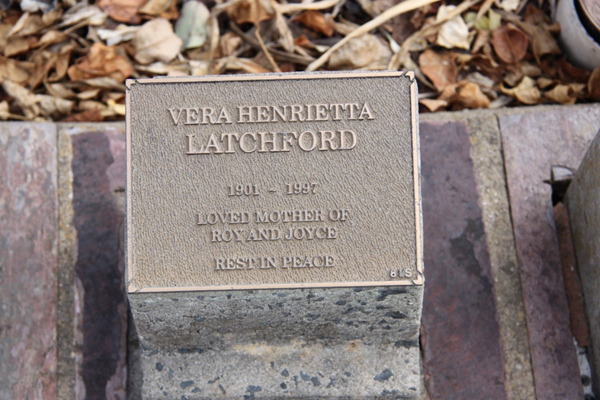 VERA HENRIETTA
LATCHFORD
1901 - 1997
LOVED MOTHER OF
ROY AND JOYCE
REST IN PEACE